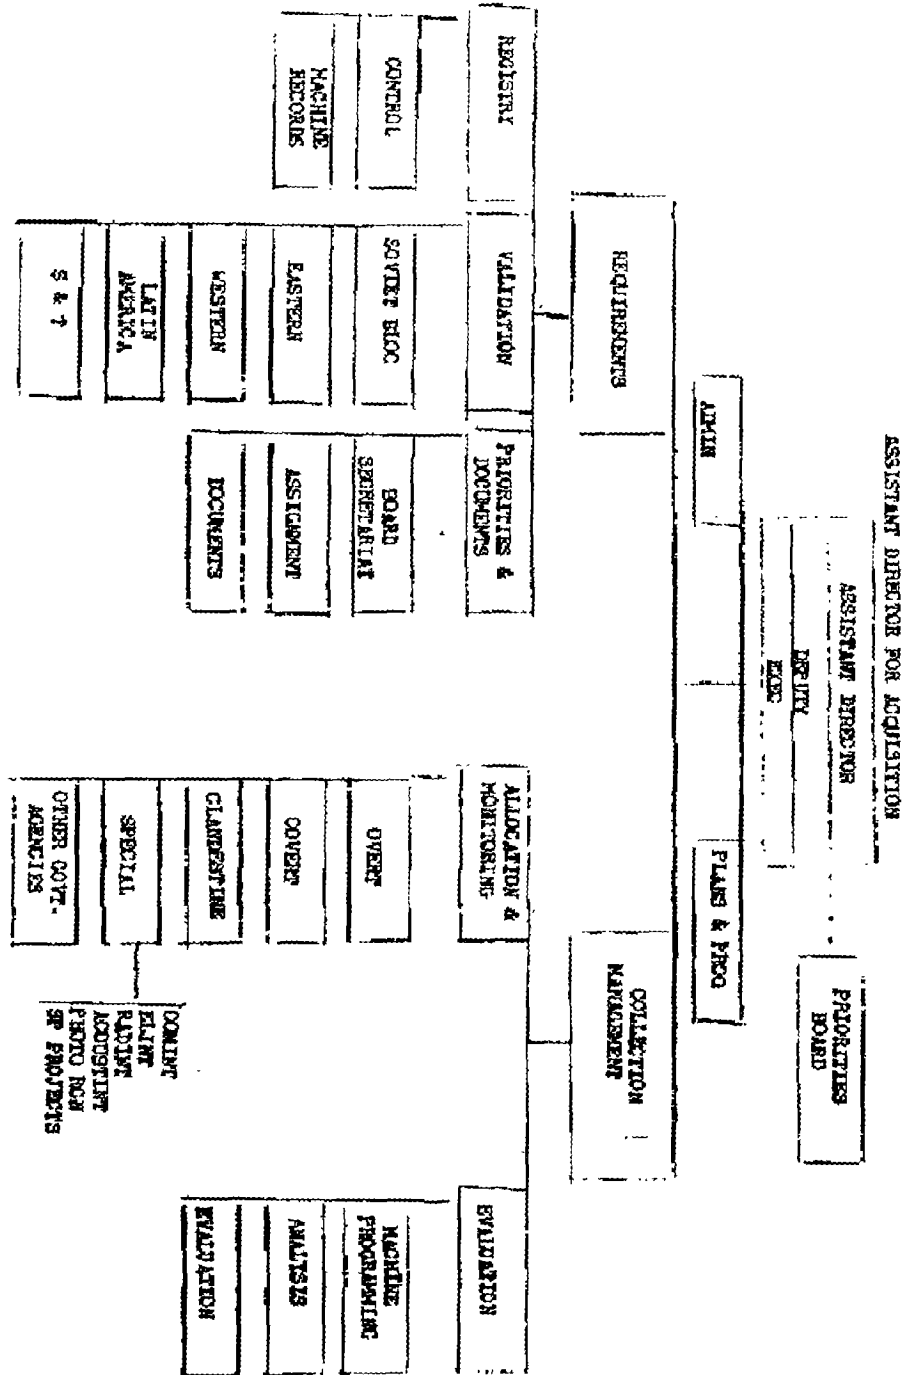 ASSISTANT DIRECTOR FOR ACQUISITION
ASSISTANT DIRECTOR
DEPUTY
EXEC
PRIORITIES
BOARD
ADMIN
PLANS & PROG
REQUIREMENTS
COLLECTION
MANAGEMENT
REGISTRY
VALIDATION
PRIORITIES &
DOCUMENTS
ALLOCATION &
MONITORING
EVALUATION
CONTROL
MACHINE
RECORDS
SOVIET BLOC
EASTERN
WESTERN
LATIN
AMERICA
S & T
BOARD
SECRETARIAT
ASSIGNMENT
DOCUMENTS
OVERT
COVERT
CLANDESTINE
SPECIAL
OTHER GOVT-
AGENCIES
COMINT
ELINT
RADINT
ACOUSTINT
PHOTO RCN
SP PROJECTS
MACHINE
PROGRAMMING
ANALYSIS
EVALUATION